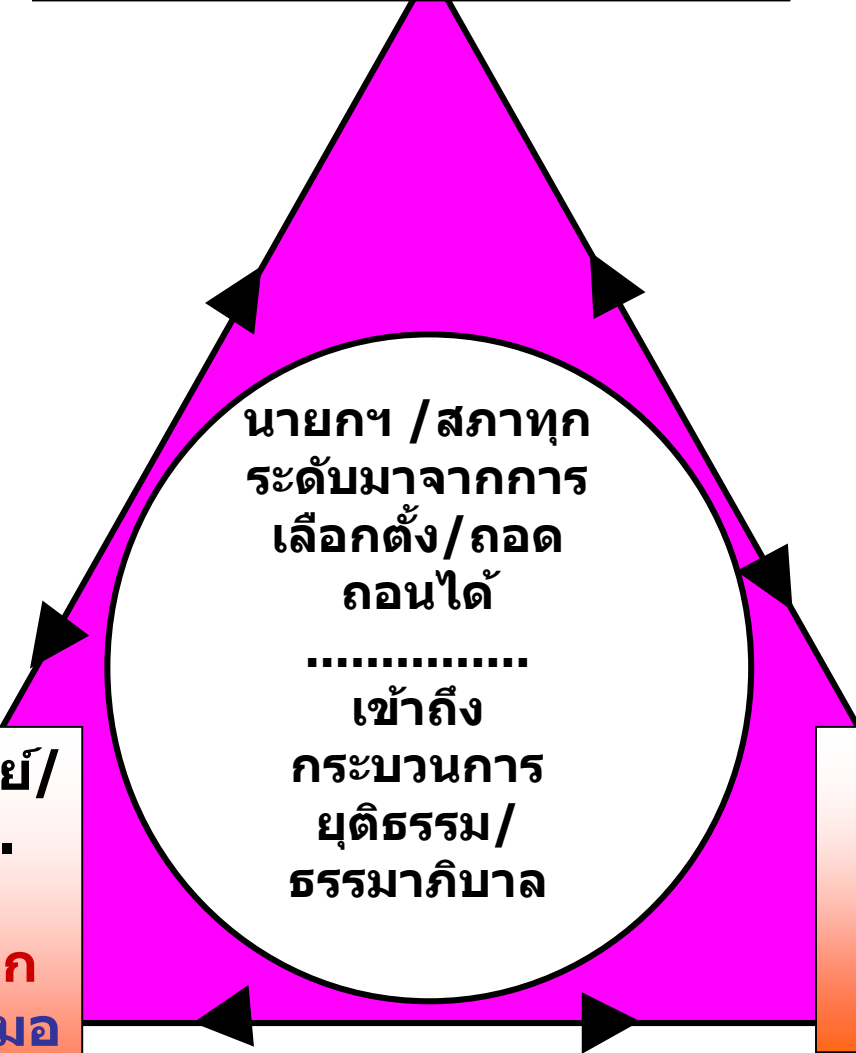 นายกฯ /สภาทุก
ระดับมาจากการ
เลือกตั้ง/ถอด
ถอนได้
...............
เข้าถึง
กระบวนการ
ยุติธรรม/
ธรรมาภิบาล